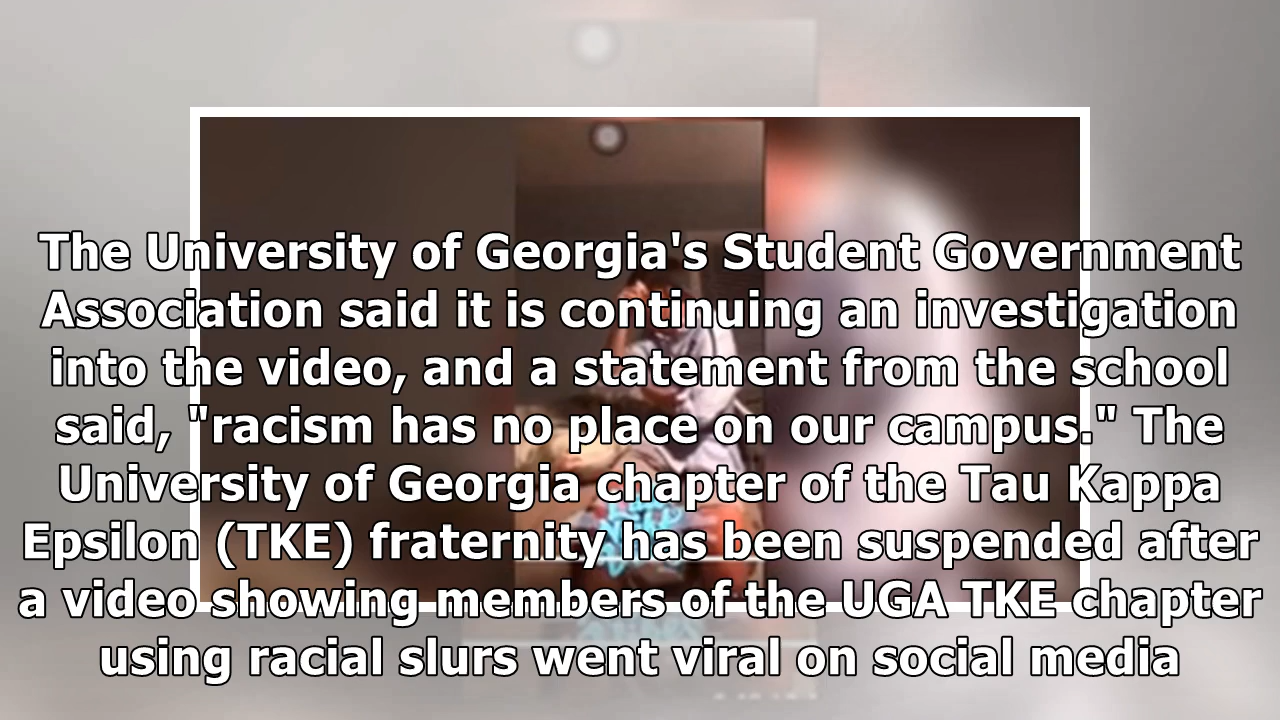 The University of Georgia's Student Government
Association said it is continuing an investigation
into the video, and a statement from the school
said, "racism has no place on our campus." The
University of Georgia chapter of the Tau Kappa
Epsilon (TKE) fraternity has been suspended after
a video showing members of the UGA TKE chapter
using racial slurs went viral on social media